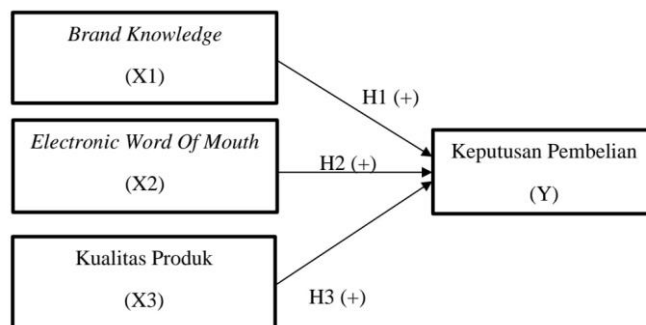 Brand Knowledge
(X1)
H1 (+)
Electronic Word Of Mouth
(X2)
H2 (+)
Keputusan Pembelian
(Y)
Kualitas Produk
(X3)
H3 (+)